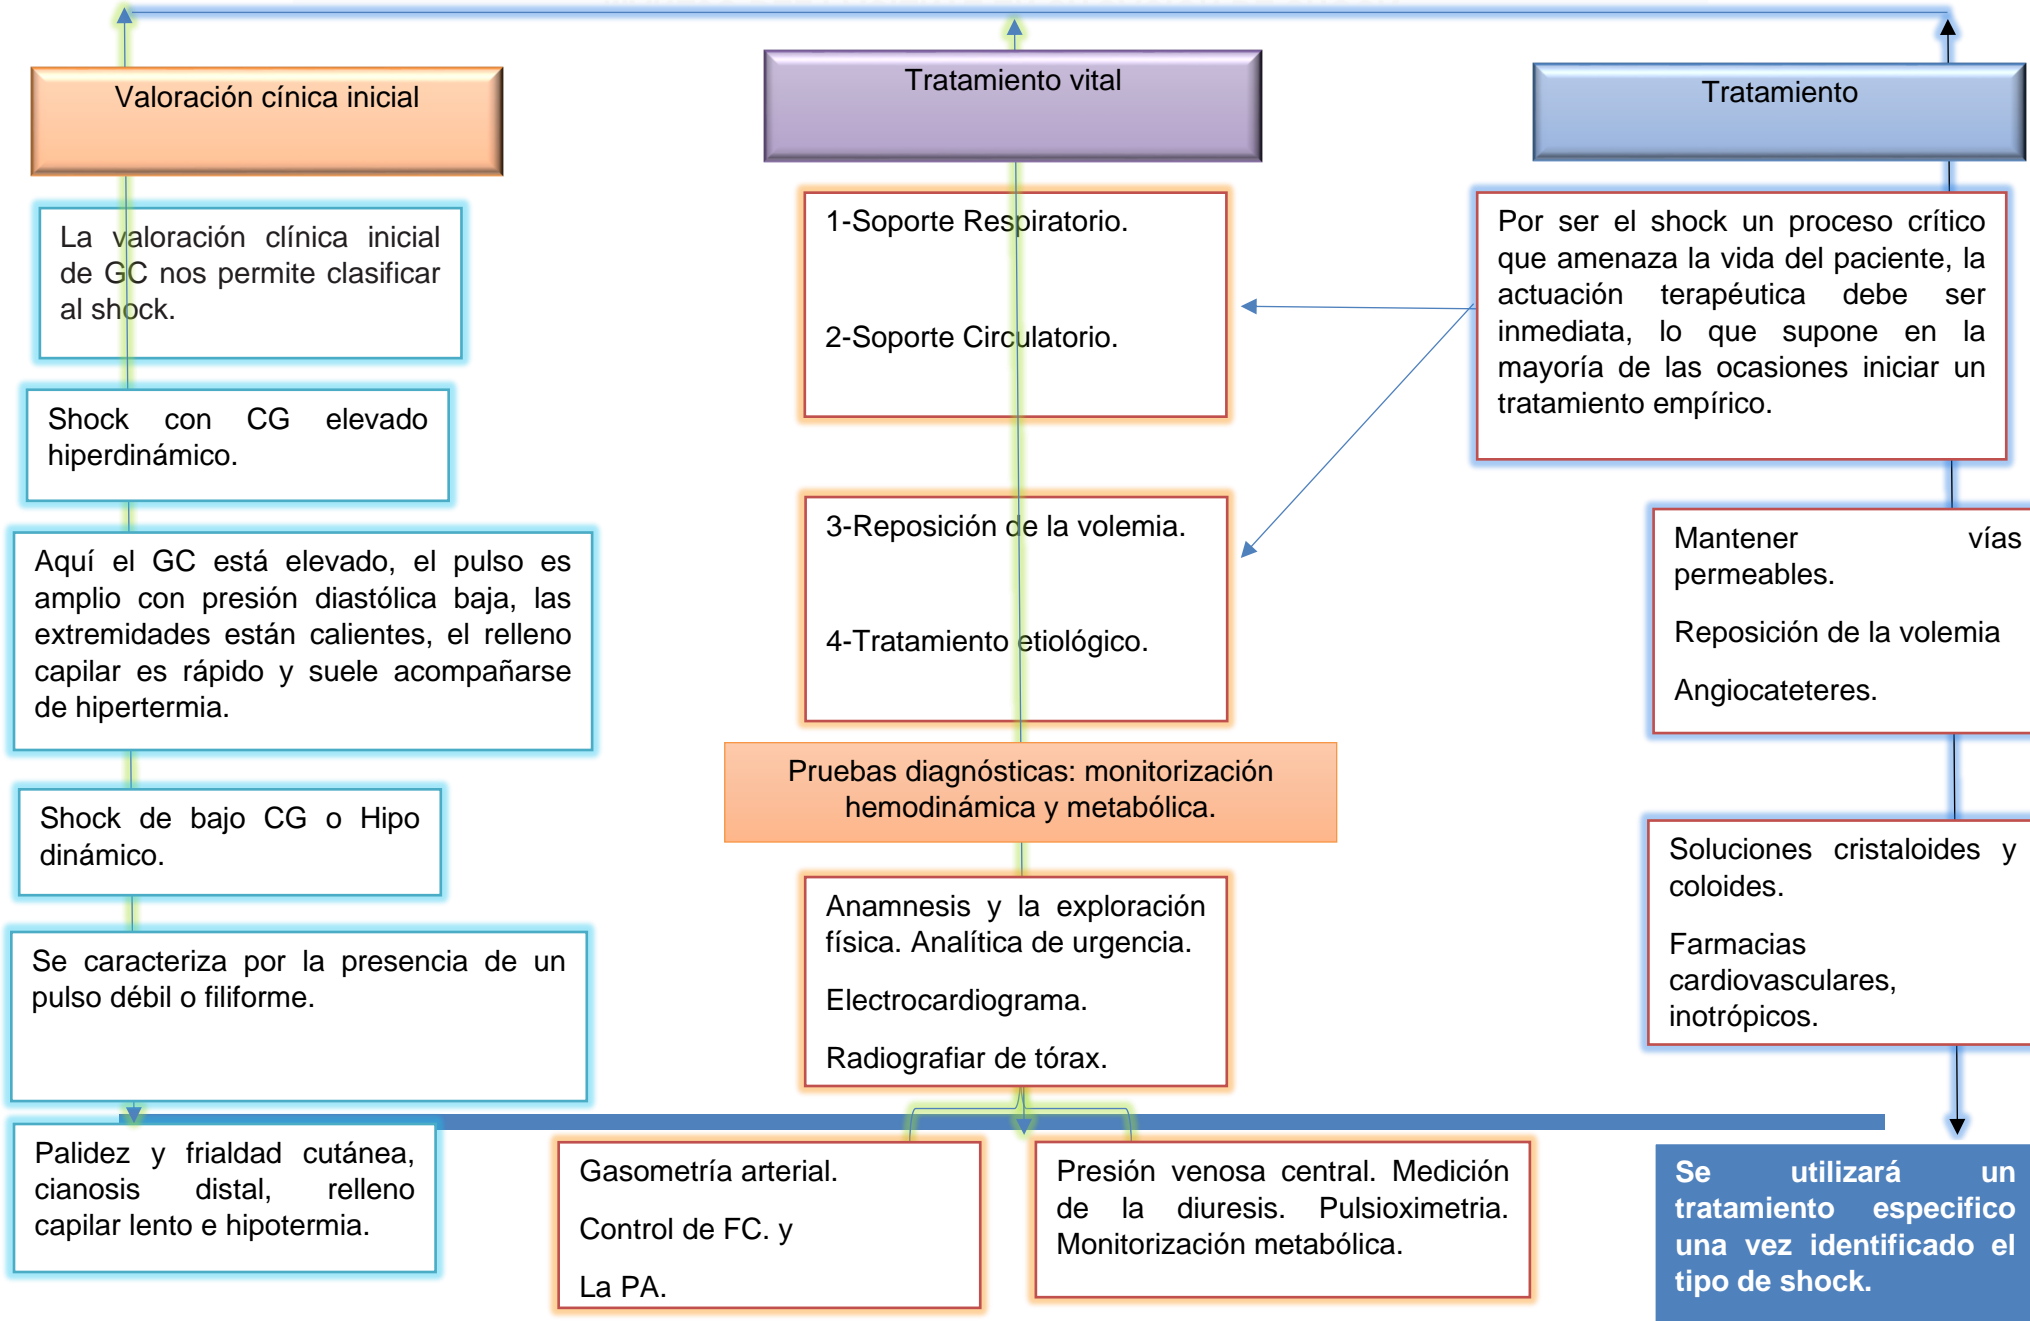 Valoración cínica inicial
La valoración clínica inicial
de GC nos permite clasificar
al shock.
Shock con CG elevado
hiperdinámico.
Aquí el GC está elevado, el pulso es
amplio con presión diastólica baja, las
extremidades están calientes, el relleno
capilar es rápido y suele acompañarse
de hipertermia.
Shock de bajo CG o Hipo
dinámico.
Se caracteriza por la presencia de un
pulso débil o filiforme.
Palidez y frialdad cutánea,
cianosis distal, relleno
capilar lento e hipotermia.
Tratamiento vital
1-Soporte Respiratorio.
2-Soporte Circulatorio.
3-Reposición de la volemia.
4-Tratamiento etiológico.
Pruebas diagnósticas: monitorización
hemodinámica y metabólica.
Anamnesis y la exploración
física. Analítica de urgencia.
Electrocardiograma.
Radiografiar de tórax.
Gasometría arterial.
Control de FC. y
La PA.
Presión venosa central. Medición
de la diuresis. Pulsioximetria.
Monitorización metabólica.
Tratamiento
Por ser el shock un proceso crítico
que amenaza la vida del paciente, la
actuación terapéutica debe ser
inmediata, lo que supone en la
mayoría de las ocasiones iniciar un
tratamiento empírico.
Mantener vías
permeables.
Reposición de la volemia
Angiocateteres.
Soluciones cristaloides y
coloides.
Farmacias
cardiovasculares,
inotrópicos.
Se utilizará un
tratamiento especifico
una vez identificado el
tipo de shock.